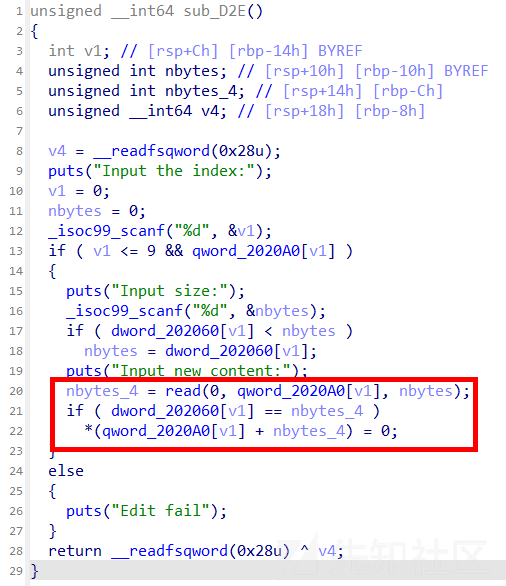 1 unsigned __int64 sub_D2E()
2 {
3 int v1; // [rsp+Ch] [rbp-14h] BYREF
4 unsigned int nbytes; // [rsp+10h] [rbp-10h] BYREF
5 unsigned int nbytes_4; // [rsp+14h] [rbp-Ch]
6 unsigned __int64 v4; // [rsp+18h] [rbp-8h]
7
8 v4 = __readfsqword(0x28u);
9 puts("Input the index:");
10 v1 = 0;
11 nbytes = 0;
12 _isoc99_scanf("%d", &v1);
13 if ( v1 <= 9 && qword_2020A0[v1] )
14 {
15 puts("Input size:");
16 _isoc99_scanf("%d", &nbytes);
17 if ( dword_202060[v1] < nbytes )
18 nbytes = dword_202060[v1];
19 puts("Input new content:");
20 nbytes_4 = read(0, qword_2020A0[v1], nbytes);
21 if ( dword_202060[v1] == nbytes_4 )
22 *(qword_2020A0[v1] + nbytes_4) = 0;
23 }
24 else
25 {
26 puts("Edit fail");
27 }
28 return __readfsqword(0x28u) ^ v4;
29 }
先知社区